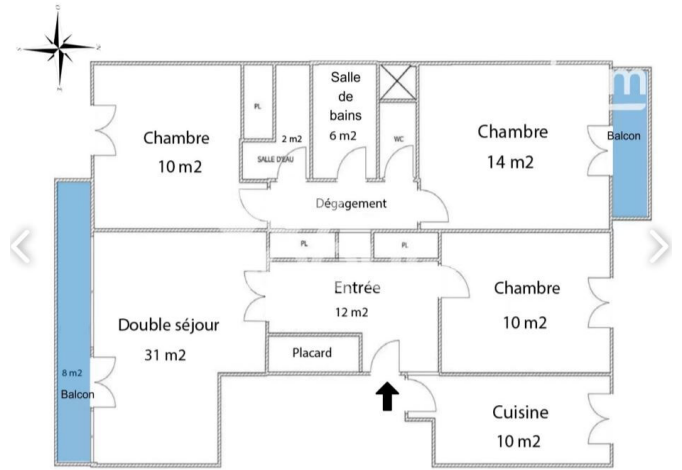 Chambre
10 m2
PL
2 m2
SALLE D'EAU
Salle
de
bains
6 m2
WC
Chambre
14 m2
Balcon
Dégagement
PL
PL
Entrée
12 m2
Chambre
10 m2
Double séjour
31 m2
Placard
8 m2
Balcon
Cuisine
10 m2